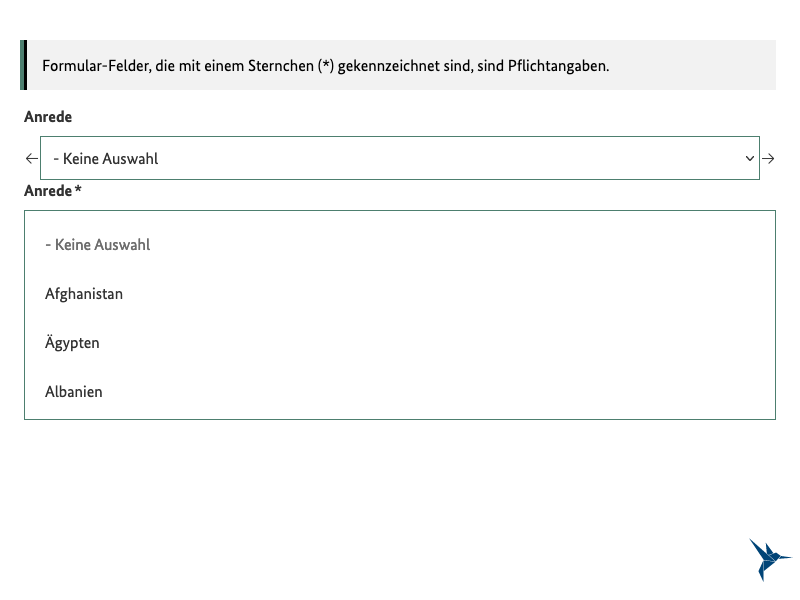 Formular-Felder, die mit einem Sternchen (*) gekennzeichnet sind, sind Pflichtangaben.
Anrede
- Keine Auswahl
Anrede *
- Keine Auswahl
Afghanistan
Ägypten
Albanien